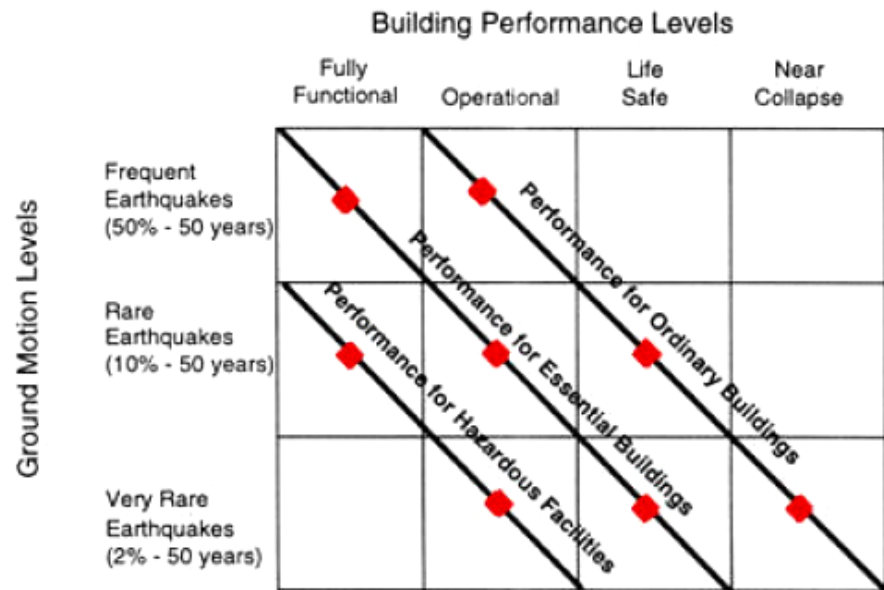 Building Performance Levels
Fully
Functional
Operational
Life
Safe
Near
Collapse
Ground Motion Levels
Frequent
Earthquakes
(50% - 50 years)
Rare
Earthquakes
(10% - 50 years)
Very Rare
Earthquakes
(2% - 50 years)
Performance for Ordinary Buildings
Performance for Essential Buildings
Performance for Hazardous Facilities